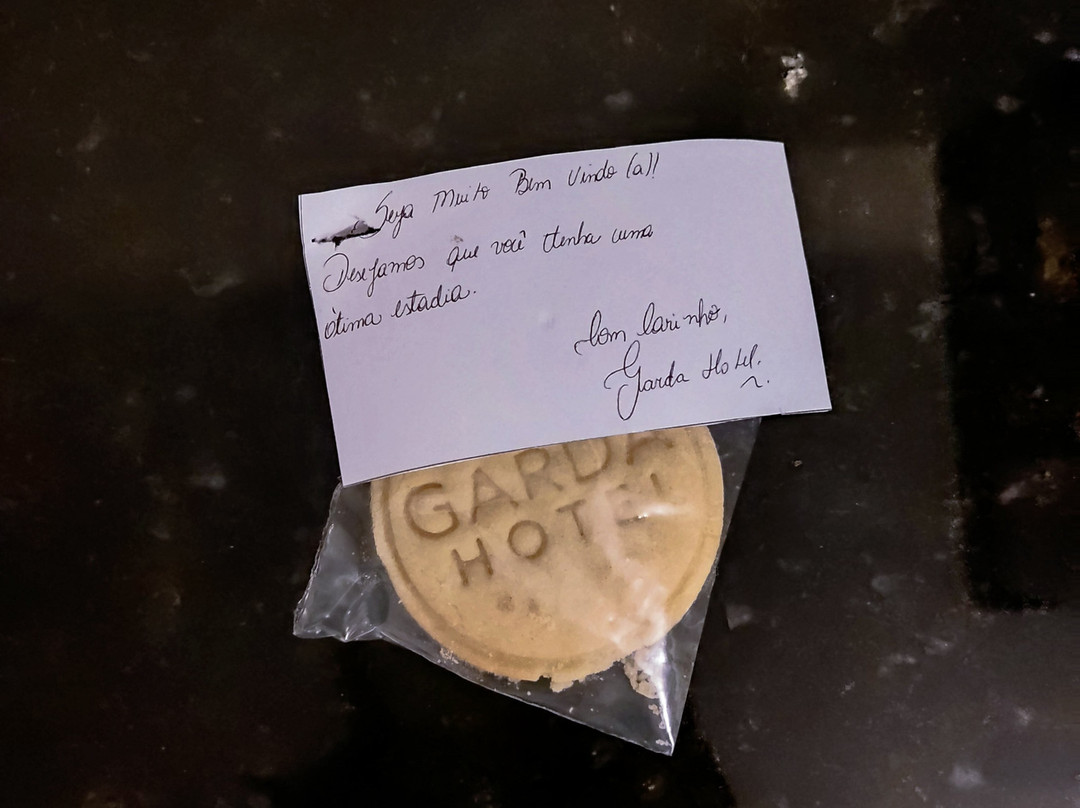 Seja Muito Bem Vindo (a)!
Desejamos que você tenha uma
ótima estadia.
Com Carinho,
Garda Hotel.
GARDA
HOTEL